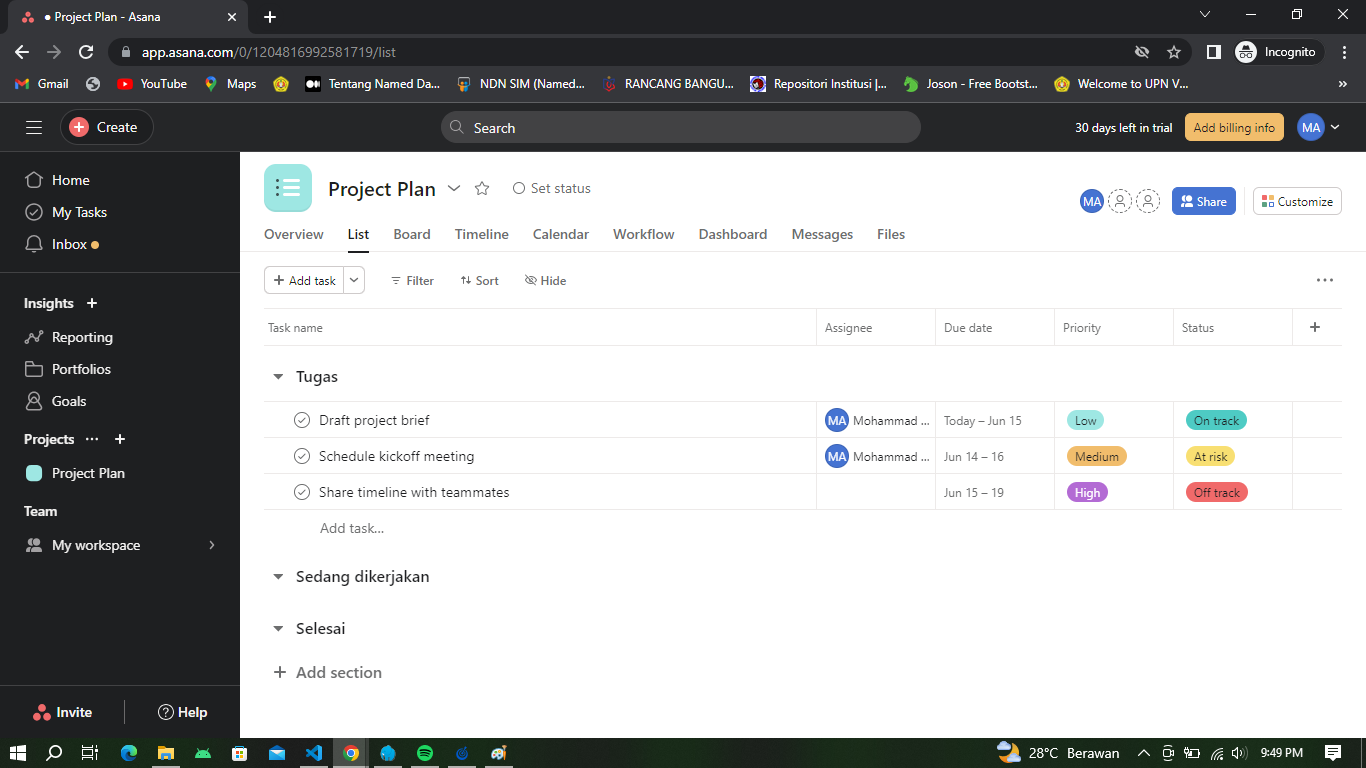 Project Plan - Asana
app.asana.com/0/1204816992581719/list
Incognito
Gmail
YouTube
Maps
Tentang Named Da...
NDN SIM (Named...
RANCANG BANGU...
Repositori Institusi |...
Joson - Free Bootst...
Welcome to UPN V...
»
Create
Search
30 days left in trial
Add billing info
MA
Home
My Tasks
Inbox
Insights
Reporting
Portfolios
Goals
Projects
Project Plan
Team
My workspace
Invite
Help
Project Plan
Set status
MA
Share
Customize
Overview
List
Board
Timeline
Calendar
Workflow
Dashboard
Messages
Files
Add task
Filter
Sort
Hide
Task name Assignee Due date Priority Status
Tugas
Draft project brief MA Mohammad ... Today – Jun 15 Low On track
Schedule kickoff meeting MA Mohammad ... Jun 14 – 16 Medium At risk
Share timeline with teammates Jun 15 – 19 High Off track
Add task...
Sedang dikerjakan
Selesai
Add section
28°C Berawan
9:49 PM